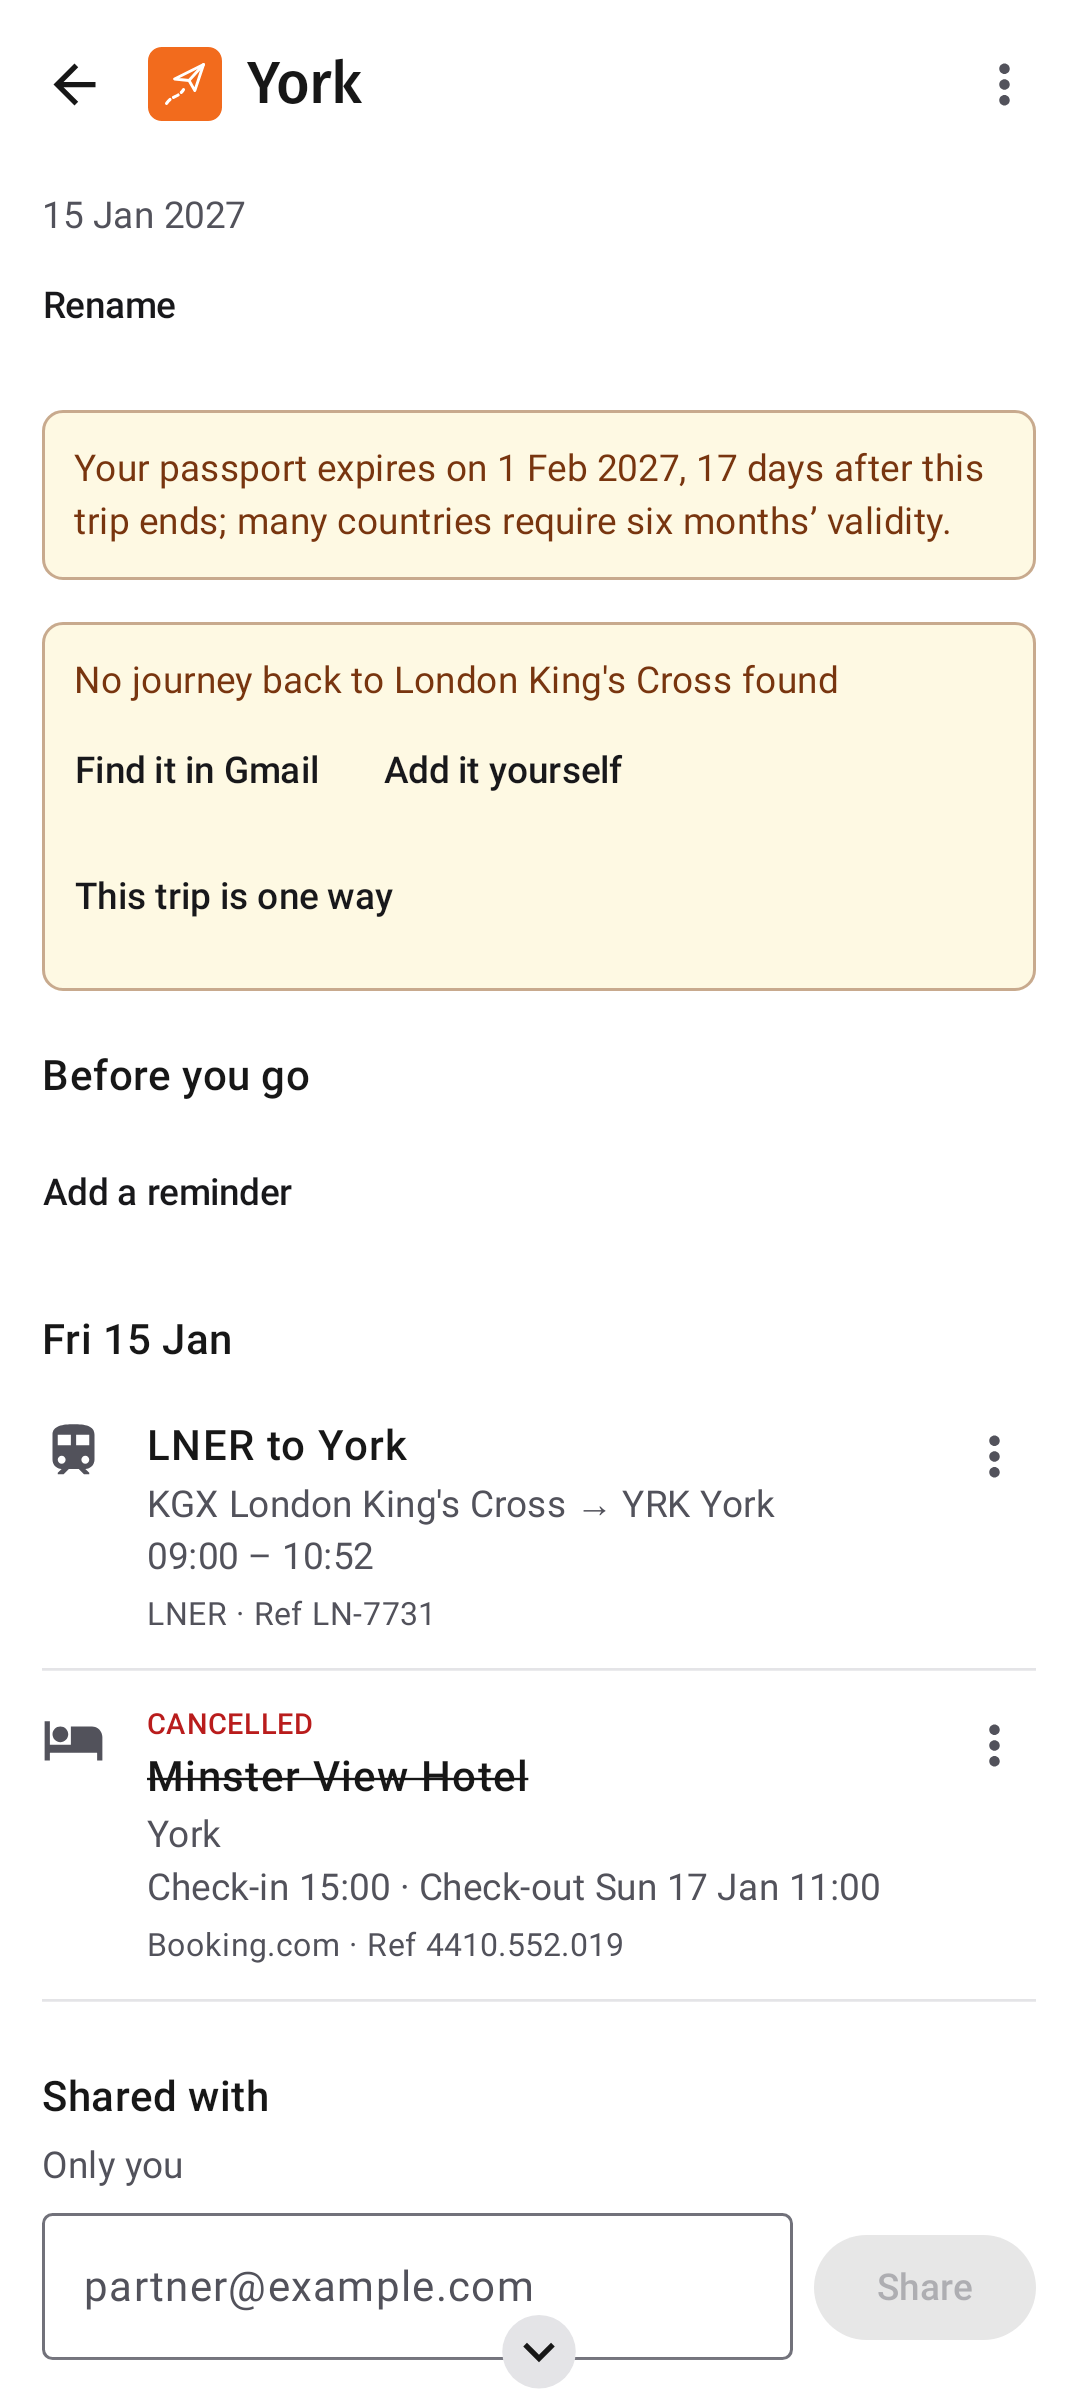 York
15 Jan 2027
Rename
Your passport expires on 1 Feb 2027, 17 days after this
trip ends; many countries require six months’ validity.
No journey back to London King's Cross found
Find it in Gmail Add it yourself
This trip is one way
Before you go
Add a reminder
Fri 15 Jan
LNER to York
KGX London King's Cross → YRK York
09:00 – 10:52
LNER · Ref LN-7731
CANCELLED
Minster View Hotel
York
Check-in 15:00 · Check-out Sun 17 Jan 11:00
Booking.com · Ref 4410.552.019
Shared with
Only you
partner@example.com
Share